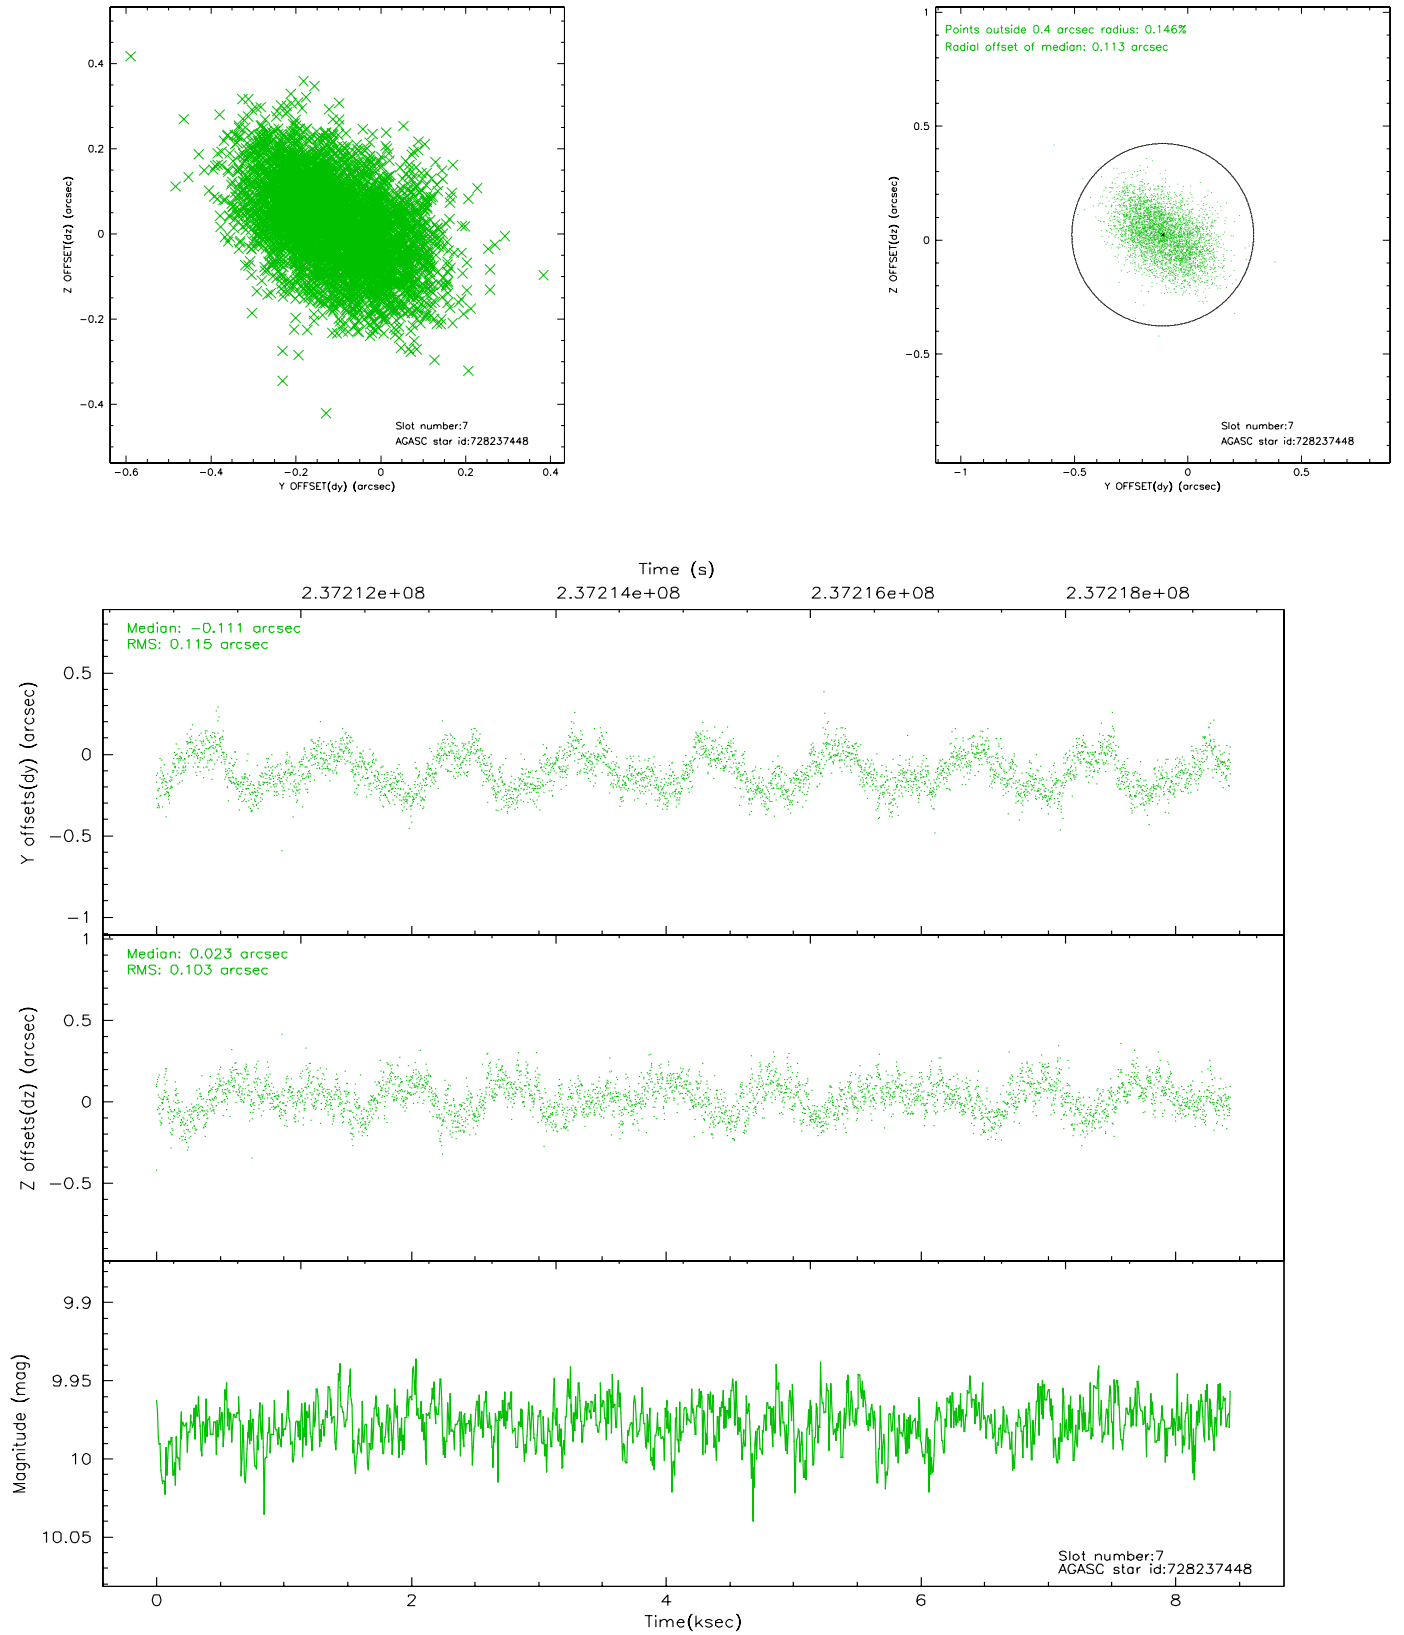 0.4
0.2
0
−0.2
−0.4
Z OFFSET(dz) (arcsec)
Slot number:7
AGASC star id:728237448
−0.6
−0.4
−0.2
0
0.2
0.4
Y OFFSET(dy) (arcsec)
1
0.5
0
−0.5
Z OFFSET(dz) (arcsec)
Points outside 0.4 arcsec radius: 0.146%
Radial offset of median: 0.113 arcsec
Slot number:7
AGASC star id:728237448
−1
−0.5
0
0.5
Y OFFSET(dy) (arcsec)
Time (s)
2.37212e+08
2.37214e+08
2.37216e+08
2.37218e+08
Median: −0.111 arcsec
RMS: 0.115 arcsec
0.5
0
−0.5
−1
Y offsets(dy) (arcsec)
Median: 0.023 arcsec
RMS: 0.103 arcsec
1
0.5
0
−0.5
Z offsets(dz) (arcsec)
9.9
9.95
10
10.05
Magnitude (mag)
Slot number:7
AGASC star id:728237448
0
2
4
6
8
Time(ksec)